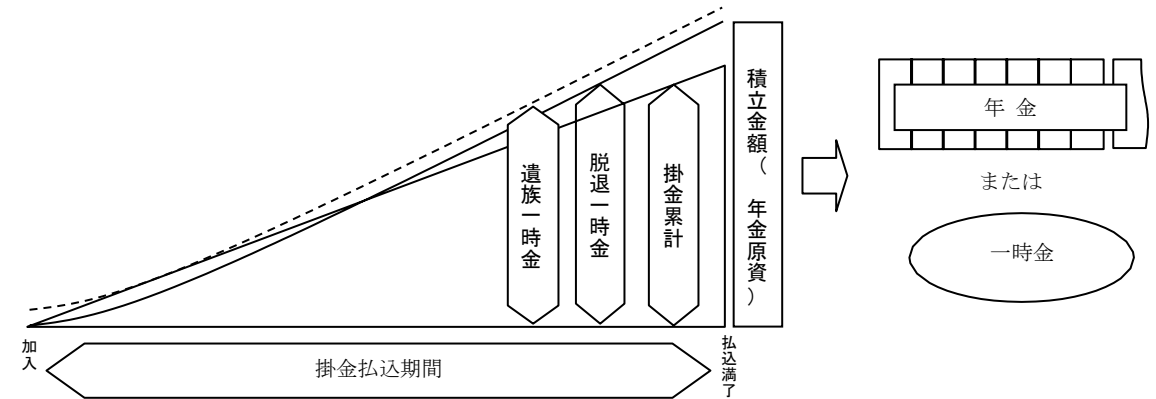 遺族一時金
脱退一時金
掛金累計
積立金額( 年金原資)
年 金
または
一時金
加入
掛金払込期間
払込満了